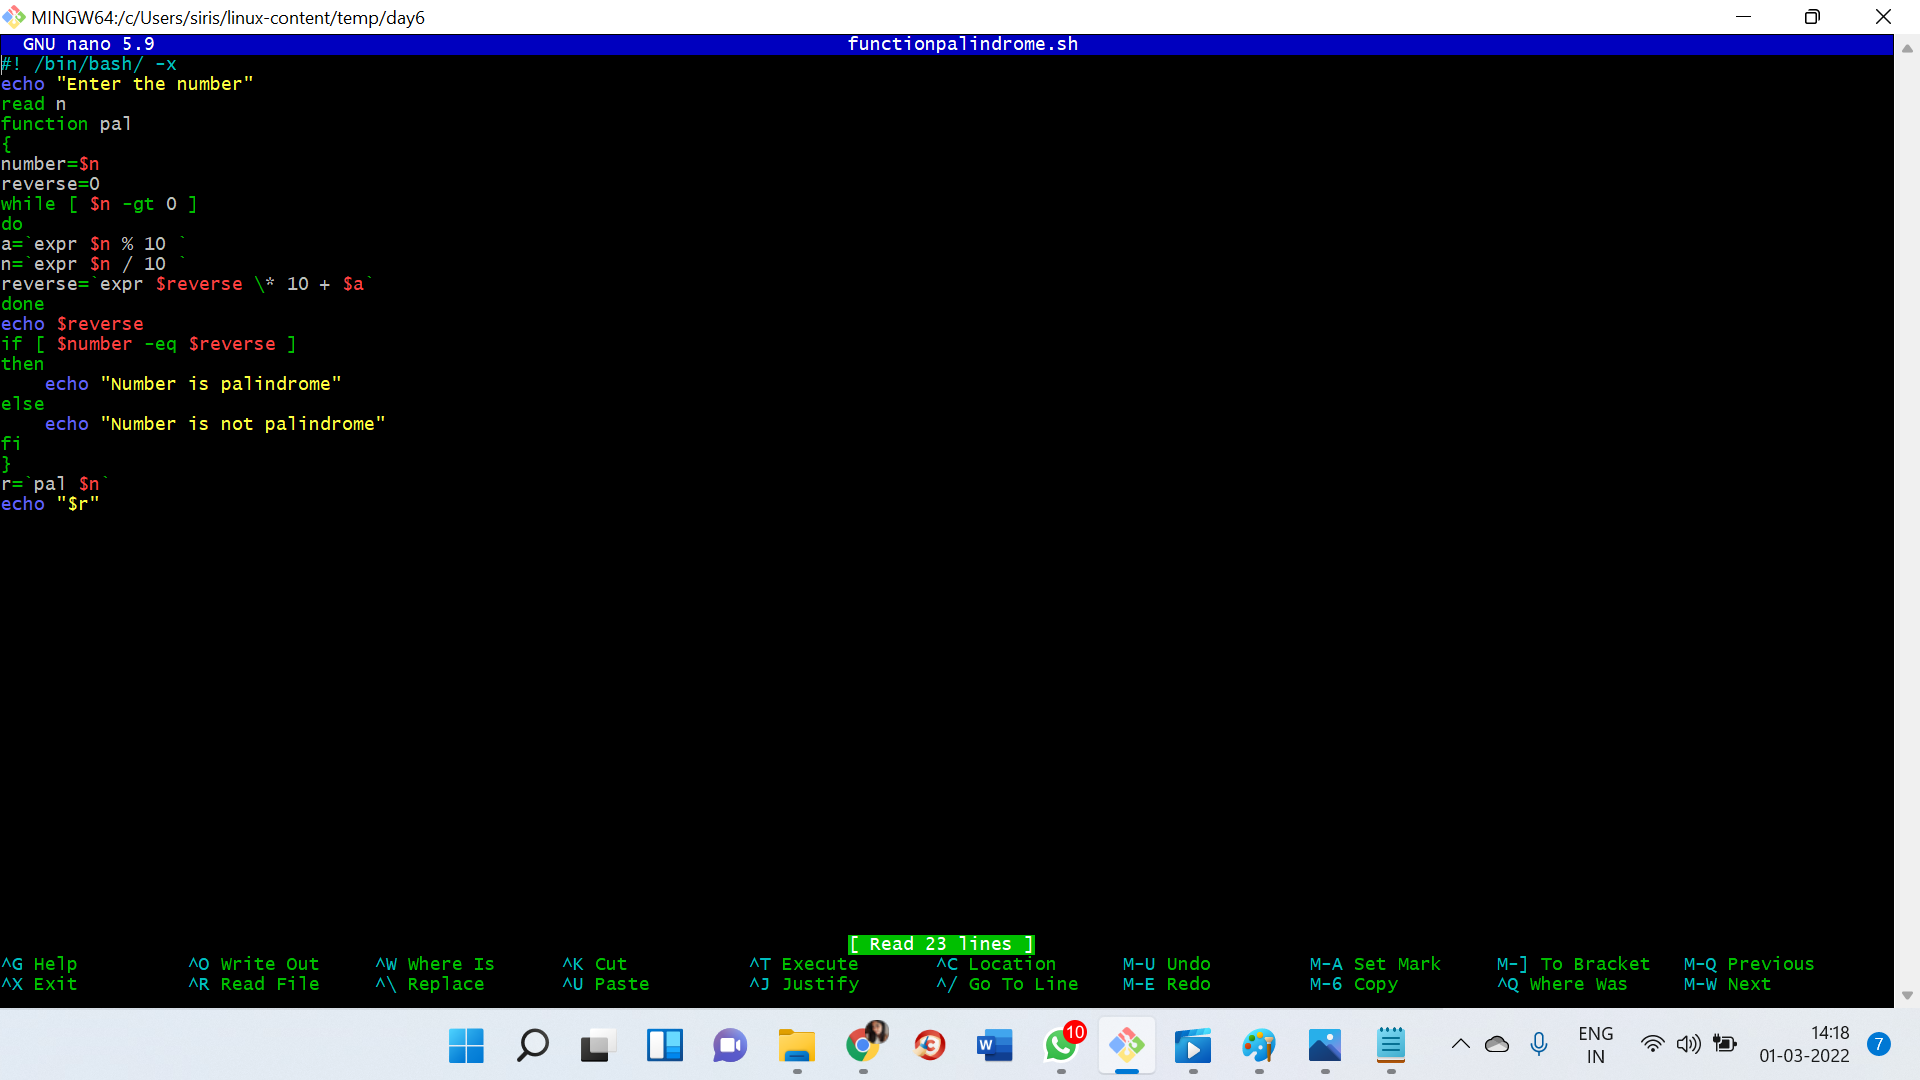 MINGW64:/c/Users/siris/linux-content/temp/day6
GNU nano 5.9 functionpalindrome.sh
#! /bin/bash/ -x
echo "Enter the number"
read n
function pal
{
number=$n
reverse=0
while [ $n -gt 0 ]
do
a=`expr $n % 10 `
n=`expr $n / 10 `
reverse=`expr $reverse \* 10 + $a`
done
echo $reverse
if [ $number -eq $reverse ]
then
    echo "Number is palindrome"
else
    echo "Number is not palindrome"
fi
}
r=`pal $n`
echo "$r"
[ Read 23 lines ]
^G Help ^O Write Out ^W Where Is ^K Cut ^T Execute ^C Location M-U Undo M-A Set Mark M-] To Bracket M-Q Previous
^X Exit ^R Read File ^\ Replace ^U Paste ^J Justify ^/ Go To Line M-E Redo M-6 Copy ^Q Where Was M-W Next
10
W
ENG
IN
14:18
01-03-2022
7